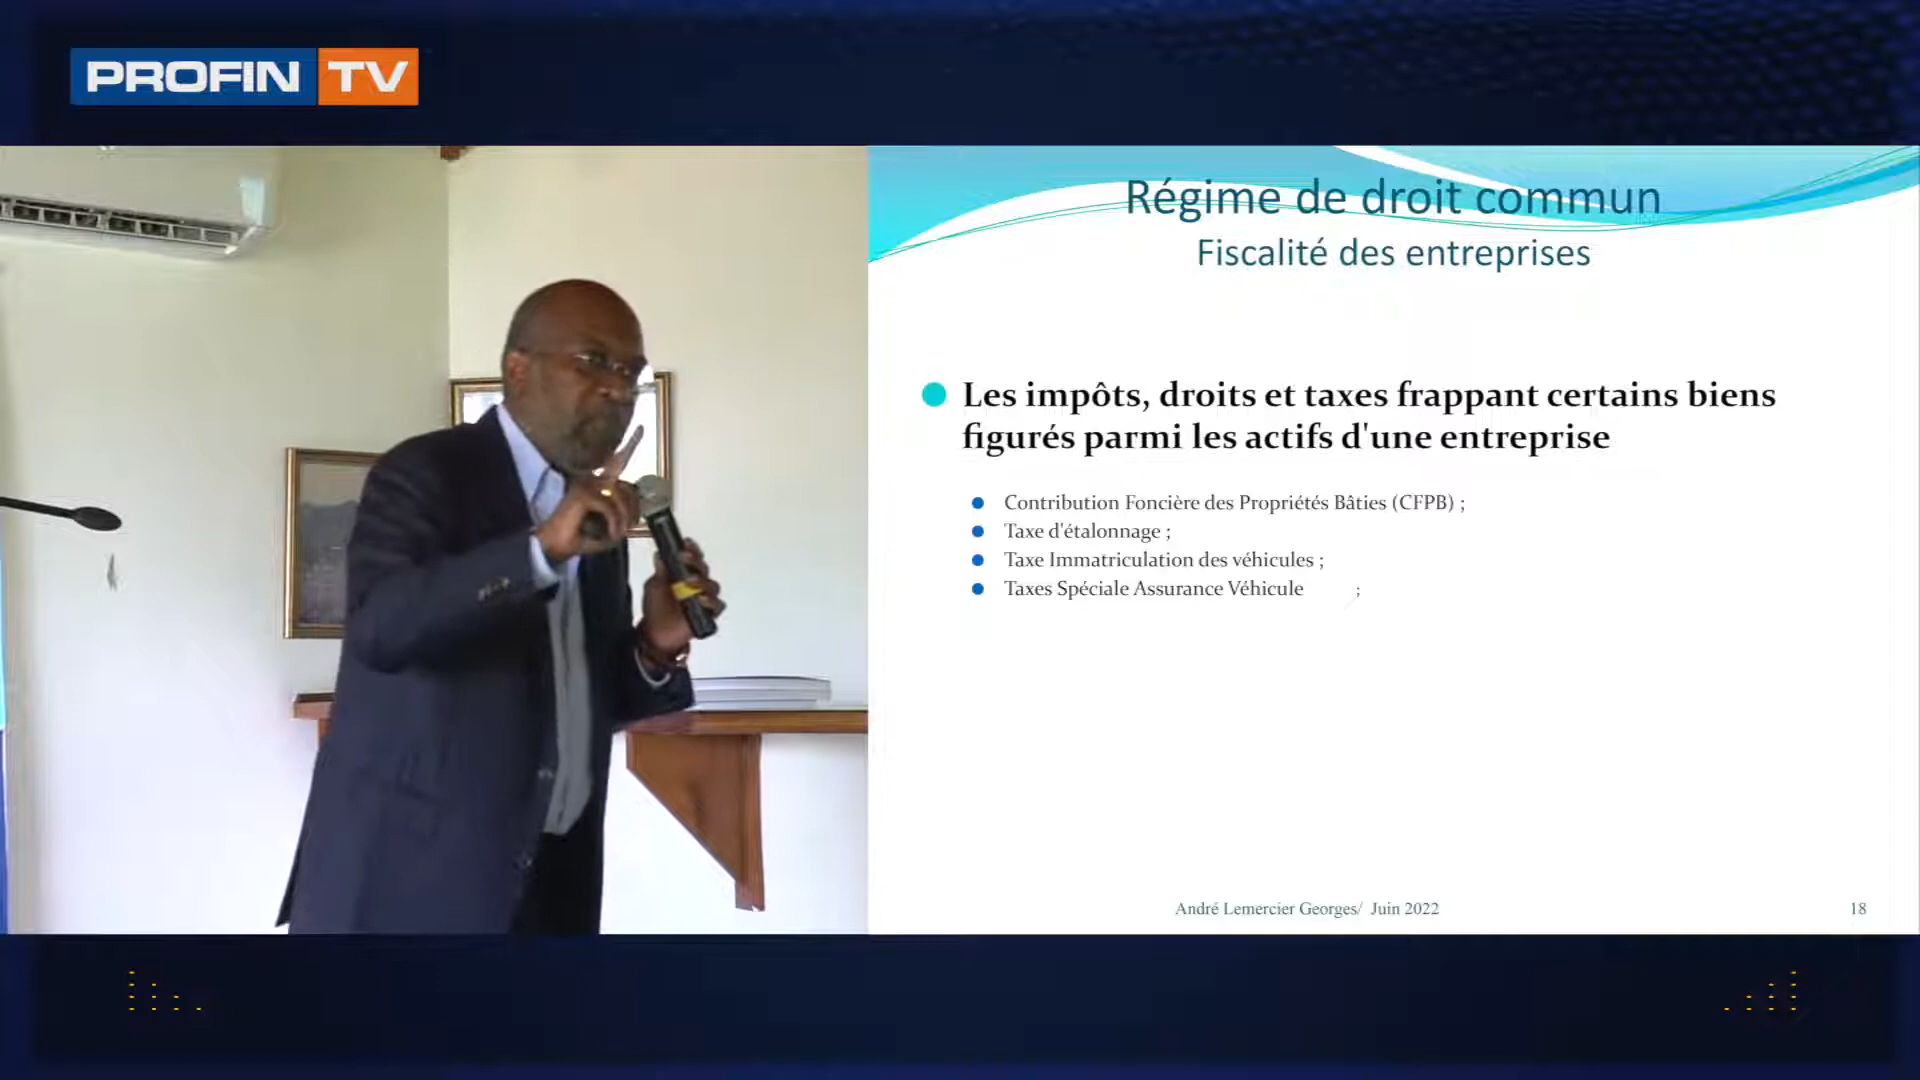 PROFIN TV
Régime de droit commun
Fiscalité des entreprises
Les impôts, droits et taxes frappant certains biens
figurés parmi les actifs d'une entreprise
Contribution Foncière des Propriétés Bâties (CFPB) ;
Taxe d'étalonnage ;
Taxe Immatriculation des véhicules ;
Taxes Spéciale Assurance Véhicule ;
André Lemercier Georges/ Juin 2022
18